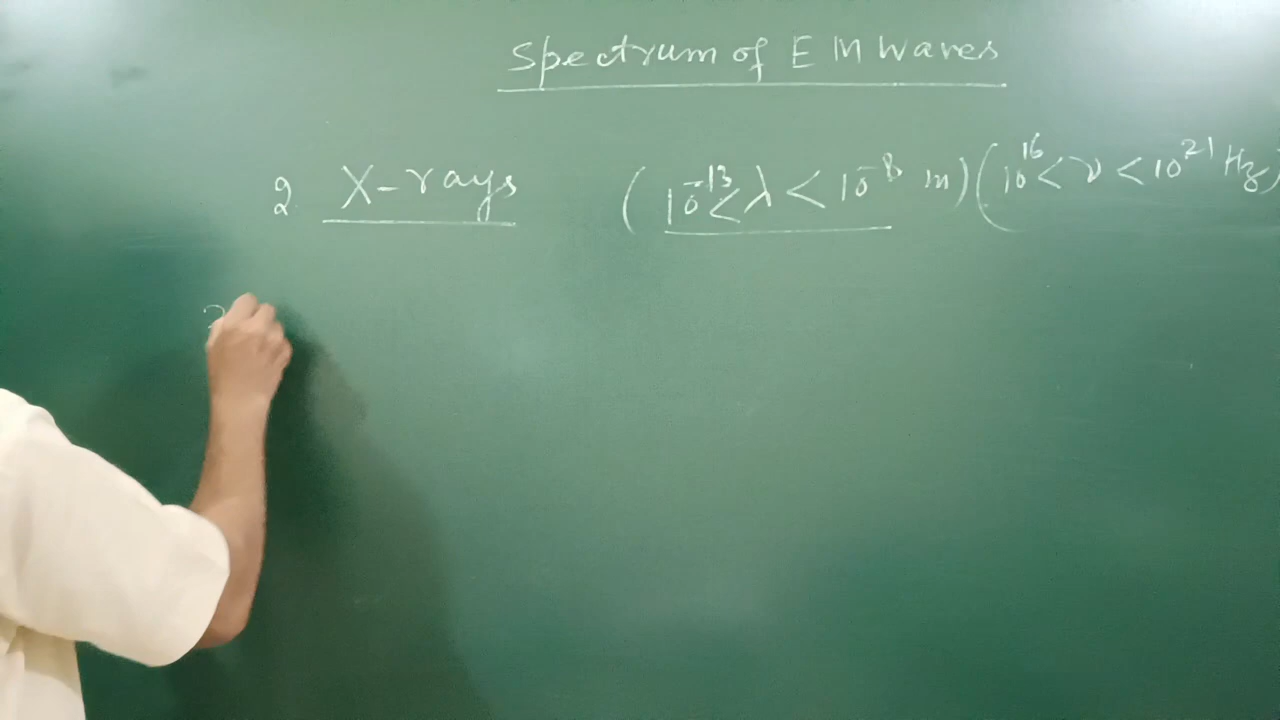 Spectrum of E M Waves
2 X-rays (10^-13 < λ < 10^-8 m) (10^16 < ν < 10^21 Hz)